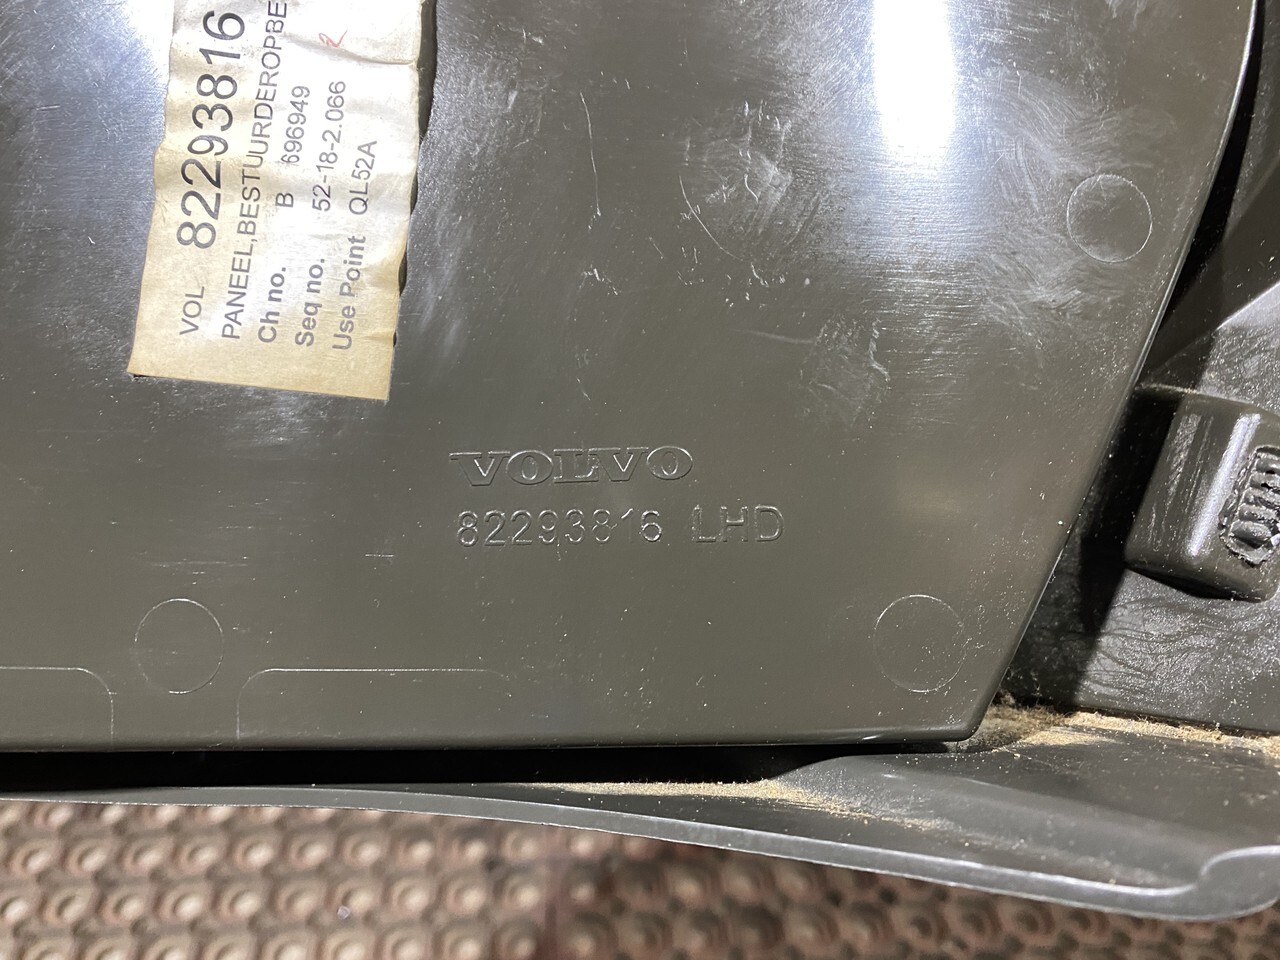 VOL 82293816
PANEEL,BESTUURDEROPBE
Ch no. B 696949
Seq no. 52-18-2.066
Use Point QL52A
2
VOLVO
82293816 LHD